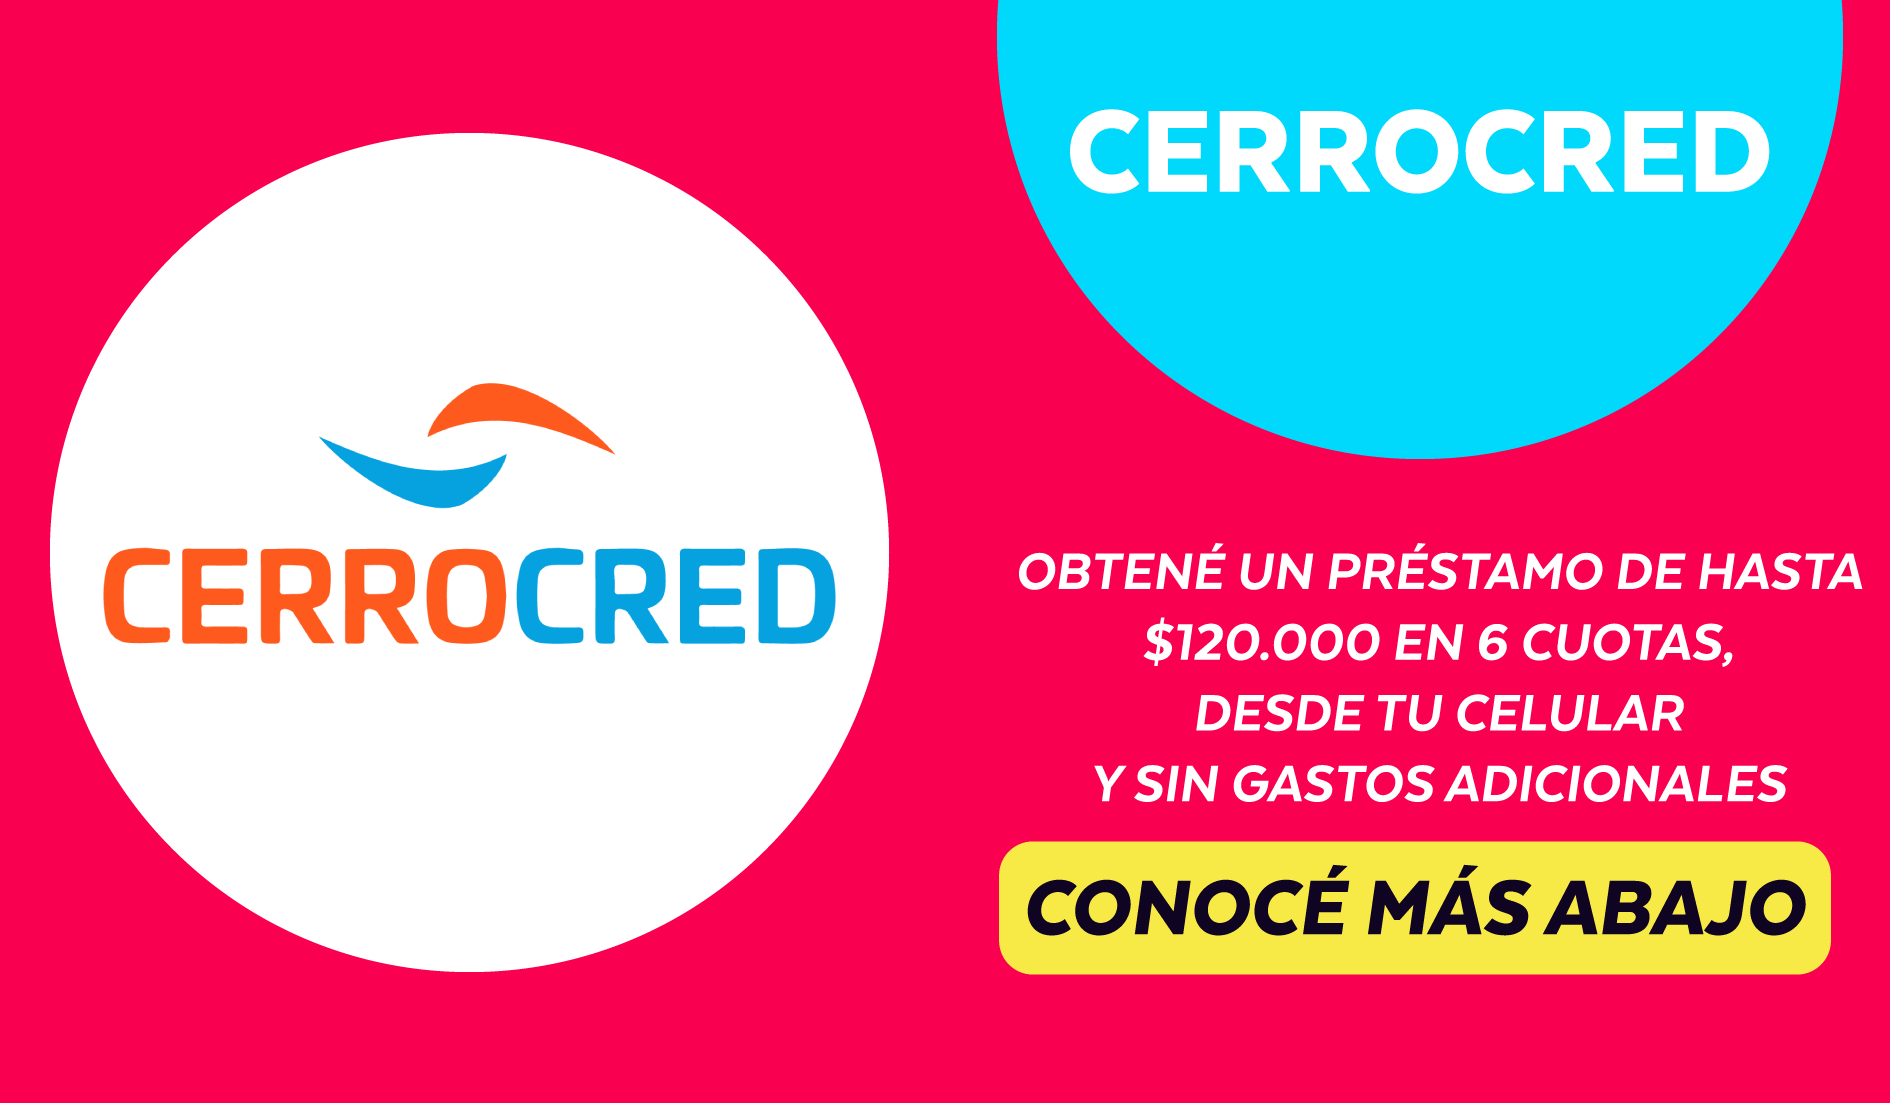 CERROCRED
CERROCRED
OBTENÉ UN PRÉSTAMO DE HASTA
$120.000 EN 6 CUOTAS,
DESDE TU CELULAR
Y SIN GASTOS ADICIONALES
CONOCÉ MÁS ABAJO